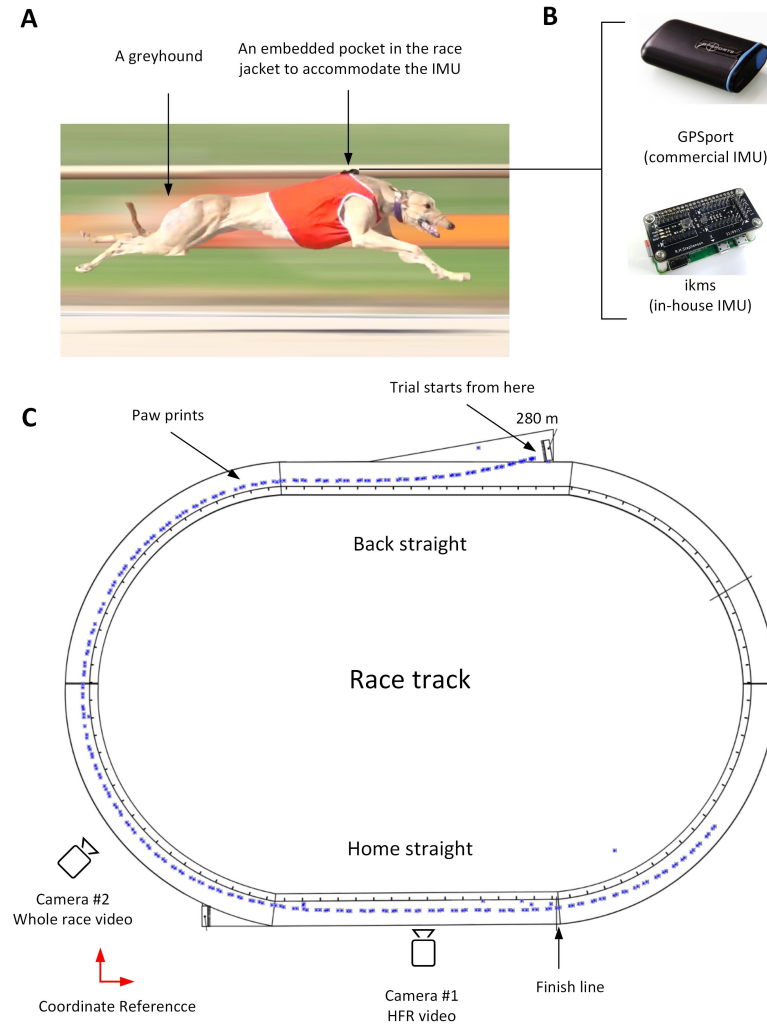 A
B
A greyhound
An embedded pocket in the race
jacket to accommodate the IMU
GPSport
(commercial IMU)
ikms
(in-house IMU)
C
Trial starts from here
Paw prints
280 m
Back straight
Race track
Home straight
Camera #2
Whole race video
Coordinate Referencce
Camera #1
HFR video
Finish line